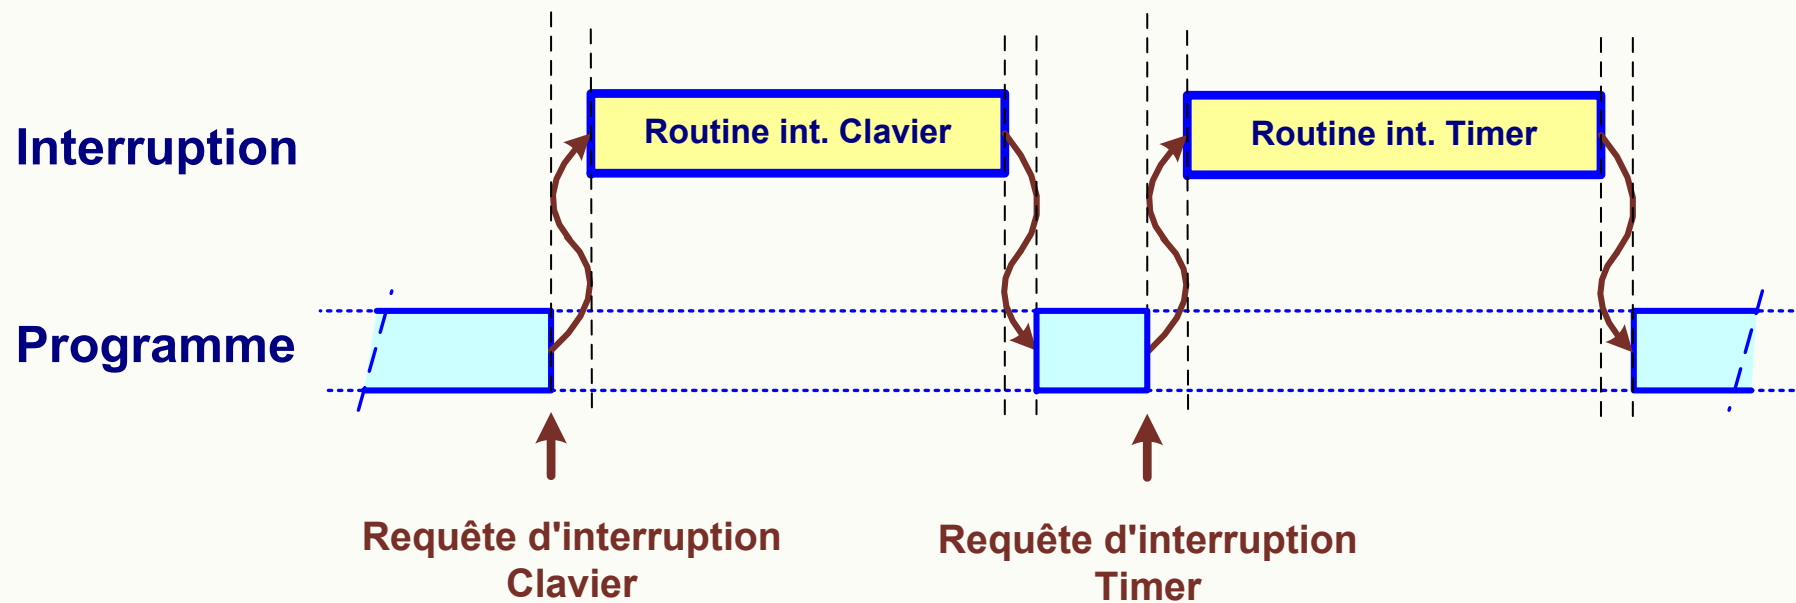 Interruption
Routine int. Clavier
Routine int. Timer
Programme
Requête d'interruption
Clavier
Requête d'interruption
Timer